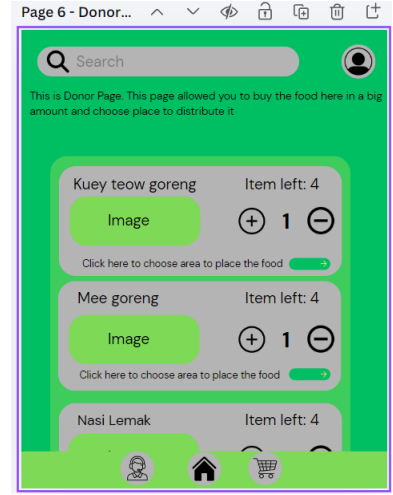 Page 6 - Donor...
Search
This is Donor Page. This page allowed you to buy the food here in a big
amount and choose place to distribute it
Kuey teow goreng
Item left: 4
Image
1
Click here to choose area to place the food
Mee goreng
Item left: 4
Image
1
Click here to choose area to place the food
Nasi Lemak
Item left: 4